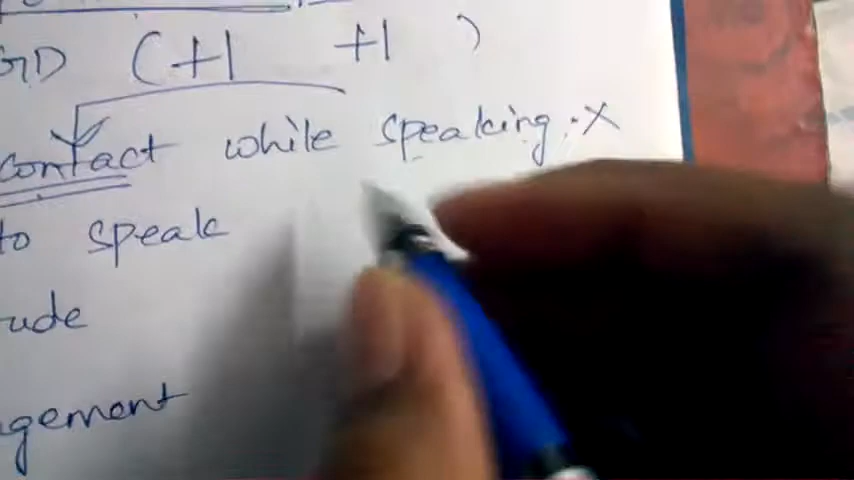 GD (+1 +1 )
contact while speaking. X
to speak
ude
gement